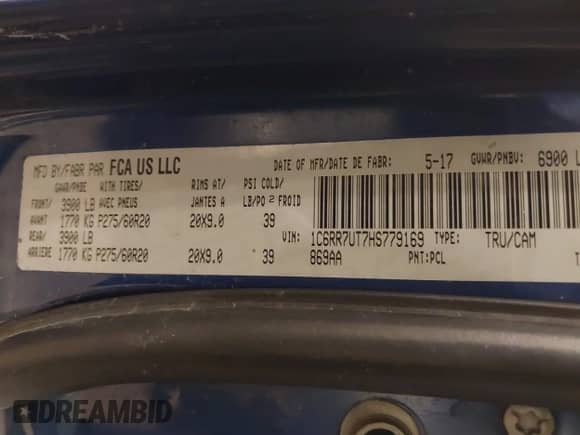 MFD BY/FABR PAR FCA US LLC DATE OF MFR/DATE DE FABR: 5-17 GVWR/PNBV: 6900 L
GVWR/PNBE WITH TIRES/ RIMS AT/ PSI COLD/
FRONT/ 3900 LB AVEC PNEUS JANTES A LB/PO 2 FROID
AVANT 1770 KG P275/60R20 20X9.0 39
REAR/ 3900 LB
ARRIERE 1770 KG P275/60R20 20X9.0 39
VIN: 1C6RR7UT7HS779169 TYPE: TRU/CAM
869AA PNT:PCL
DREAMBID